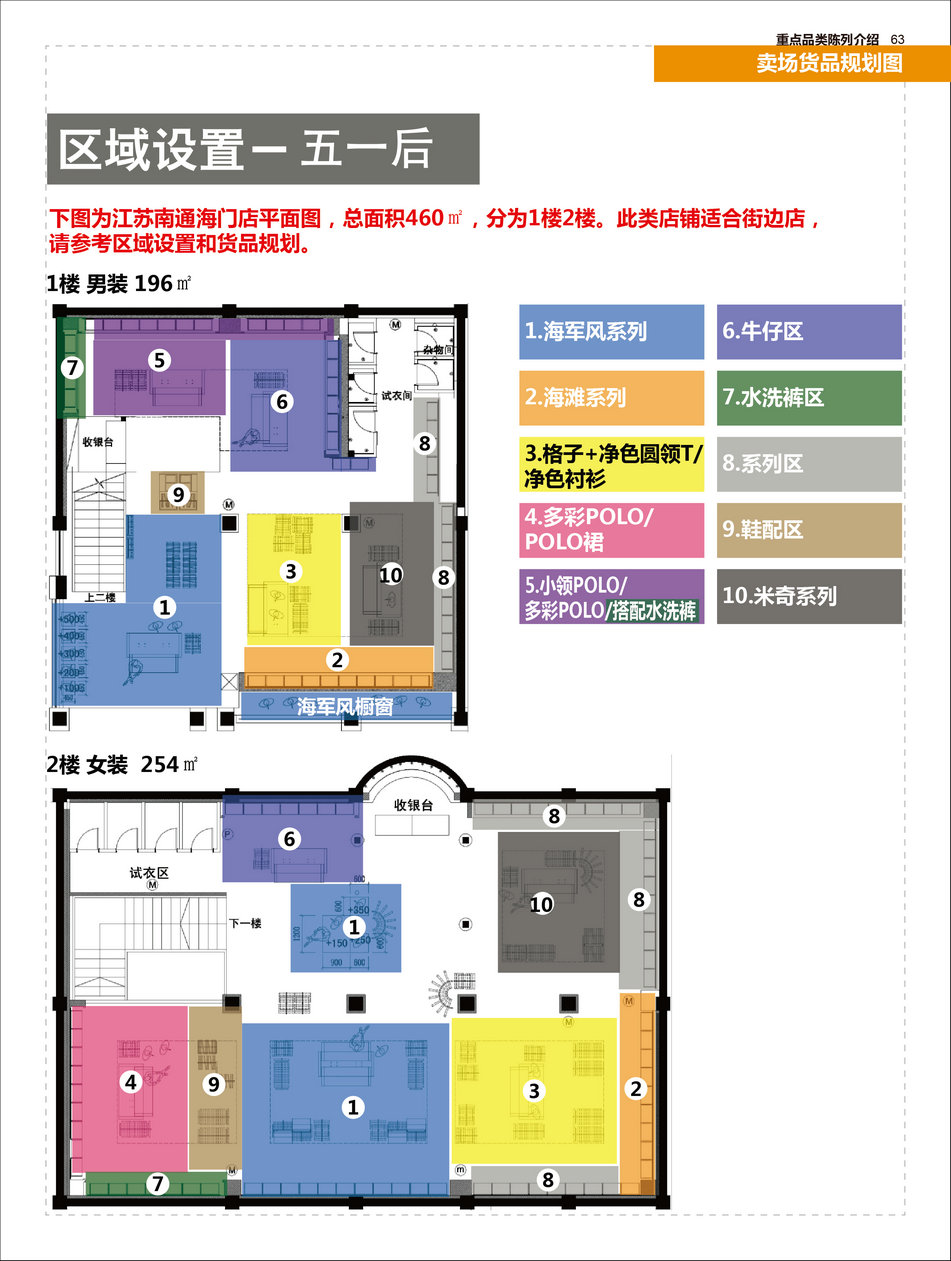 重点品类陈列介绍 63
卖场货品规划图
区域设置－五一后
下图为江苏南通海门店平面图，总面积460㎡，分为1楼2楼。此类店铺适合街边店，
请参考区域设置和货品规划。
1楼 男装 196㎡
1.海军风系列
2.海滩系列
3.格子+净色圆领T/
净色衬衫
4.多彩POLO/
POLO裙
5.小领POLO/
多彩POLO/搭配水洗裤
6.牛仔区
7.水洗裤区
8.系列区
9.鞋配区
10.米奇系列
M
杂物间
7
5
6
试衣间
收银台
8
9
M
M
3
10
8
上二楼
1
+500
+400
+300
+200
+100
2
海军风橱窗
2楼 女装 254㎡
收银台
8
P
6
试衣区
M
8
10
下一楼
500
600
+350
1200
1
+150
+250
600
900
800
M
M
4
9
1
3
2
7
M
m
8